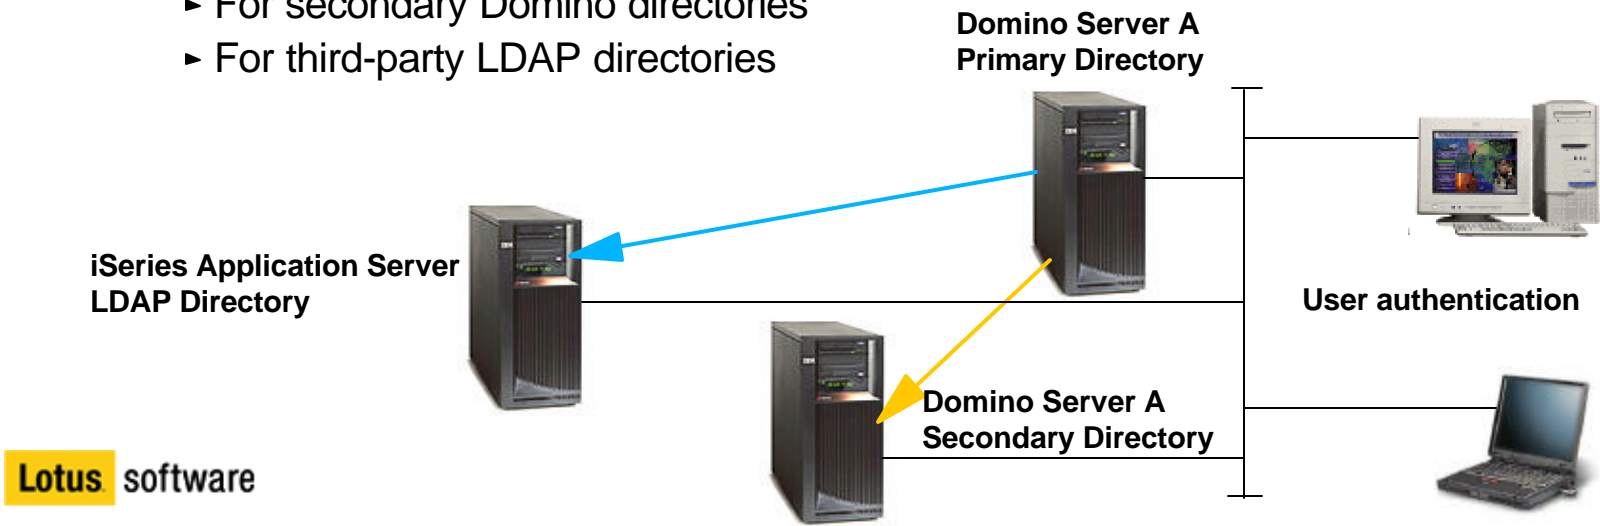 ► For secondary Domino directories
► For third-party LDAP directories
Domino Server A
Primary Directory
iSeries Application Server
LDAP Directory
User authentication
Domino Server A
Secondary Directory
Lotus software